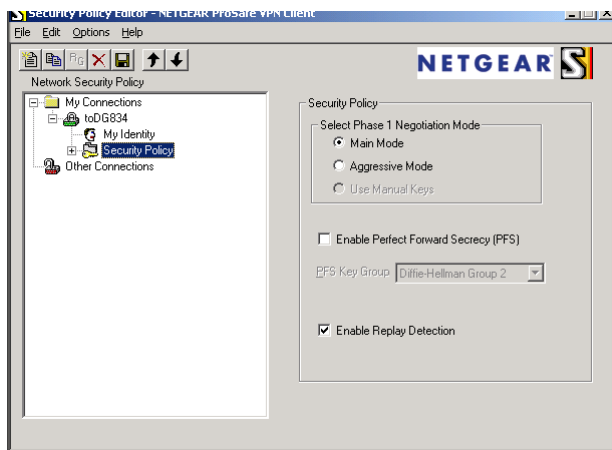 Security Policy Editor - NETGEAR ProSafe VPN Client
File Edit Options Help
NETGEAR S
Network Security Policy
My Connections
toDG834
My Identity
Security Policy
Other Connections
Security Policy
Select Phase 1 Negotiation Mode
Main Mode
Aggressive Mode
Use Manual Keys
Enable Perfect Forward Secrecy (PFS)
PFS Key Group Diffie-Hellman Group 2
Enable Replay Detection